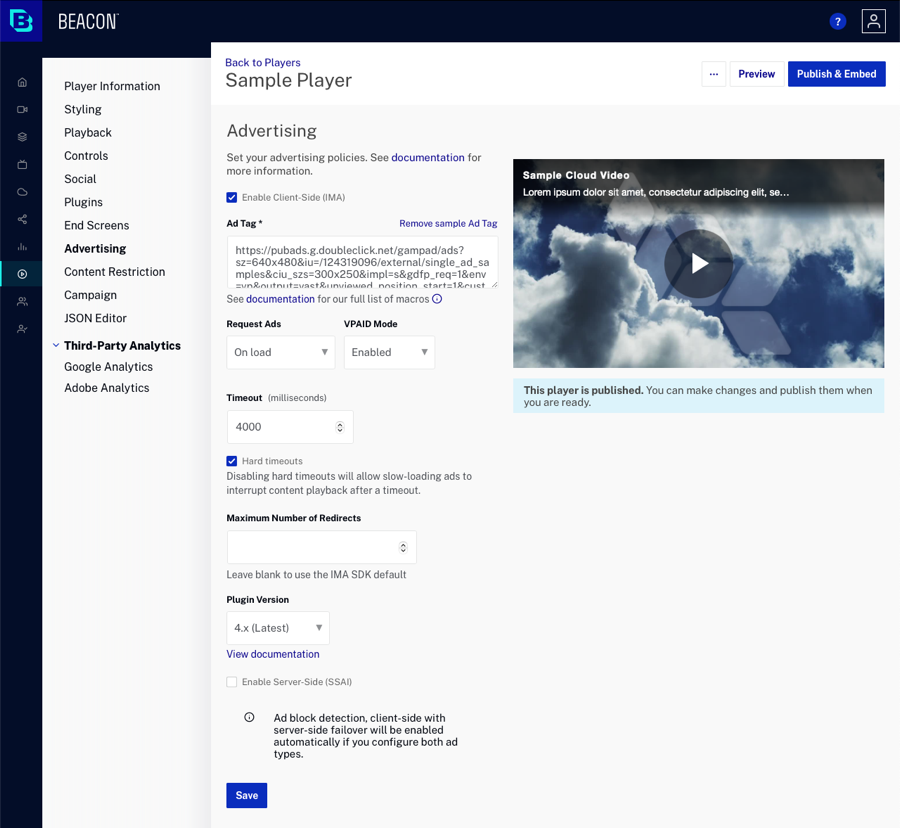 BEACON
?
Back to Players
Sample Player
...
Preview
Publish & Embed
Player Information
Styling
Playback
Controls
Social
Plugins
End Screens
Advertising
Content Restriction
Campaign
JSON Editor
Third-Party Analytics
Google Analytics
Adobe Analytics
Advertising
Set your advertising policies. See documentation for
more information.
Enable Client-Side (IMA)
Ad Tag *
Remove sample Ad Tag
https://pubads.g.doubleclick.net/gampad/ads?
sz=640x480&iu=/124319096/external/single_ad_sa
mples&ciu_szs=300x250&impl=s&gdfp_req=1&env
=vp&output=vast&unviewed_position_start=1&cust
See documentation for our full list of macros
Request Ads
VPAID Mode
On load
Enabled
Timeout (milliseconds)
4000
Hard timeouts
Disabling hard timeouts will allow slow-loading ads to
interrupt content playback after a timeout.
Maximum Number of Redirects
Leave blank to use the IMA SDK default
Plugin Version
4.x (Latest)
View documentation
Enable Server-Side (SSAI)
Ad block detection, client-side with
server-side failover will be enabled
automatically if you configure both ad
types.
Save
Sample Cloud Video
Lorem ipsum dolor sit amet, consectetur adipiscing elit, se...
This player is published. You can make changes and publish them when
you are ready.